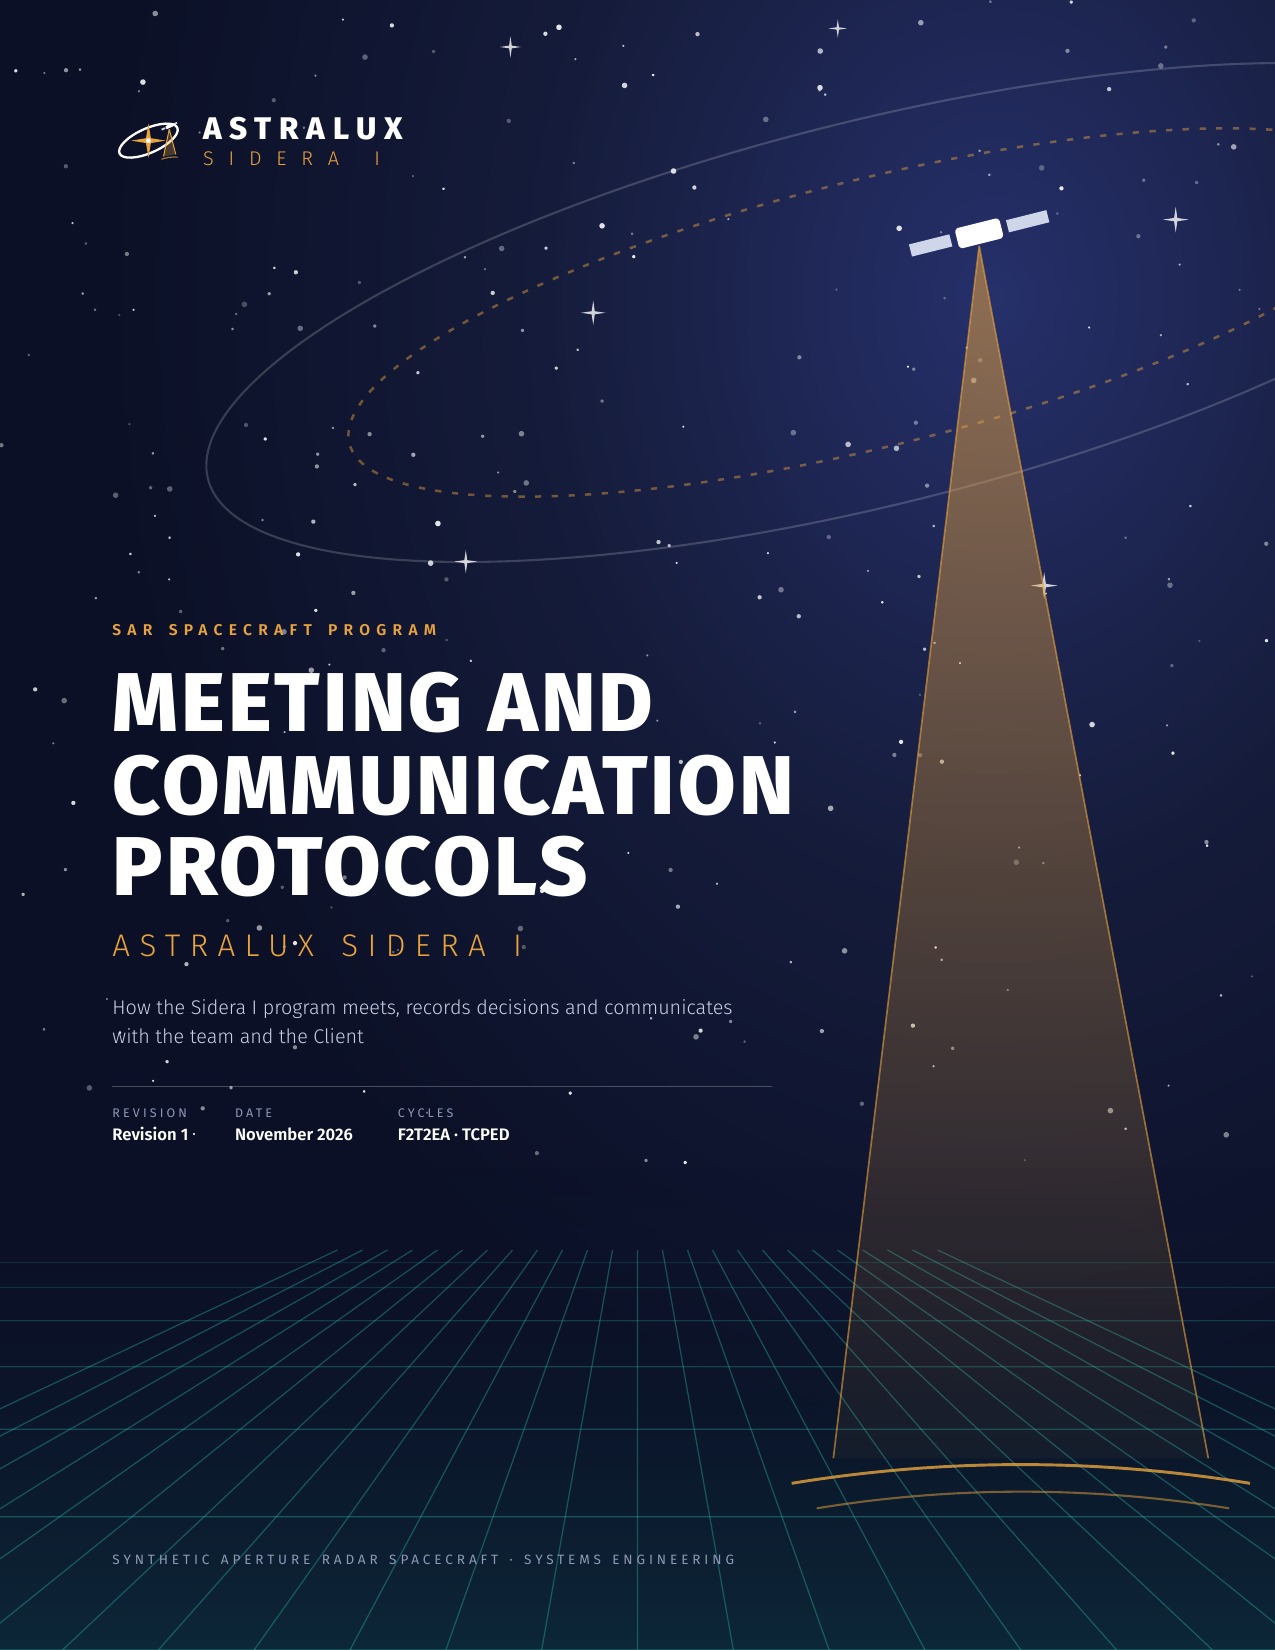 ASTRALUX
SIDERA I
SAR SPACECRAFT PROGRAM
MEETING AND
COMMUNICATION
PROTOCOLS
ASTRALUX SIDERA I
How the Sidera I program meets, records decisions and communicates
with the team and the Client
REVISION DATE CYCLES
Revision 1 November 2026 F2T2EA · TCPED
SYNTHETIC APERTURE RADAR SPACECRAFT · SYSTEMS ENGINEERING